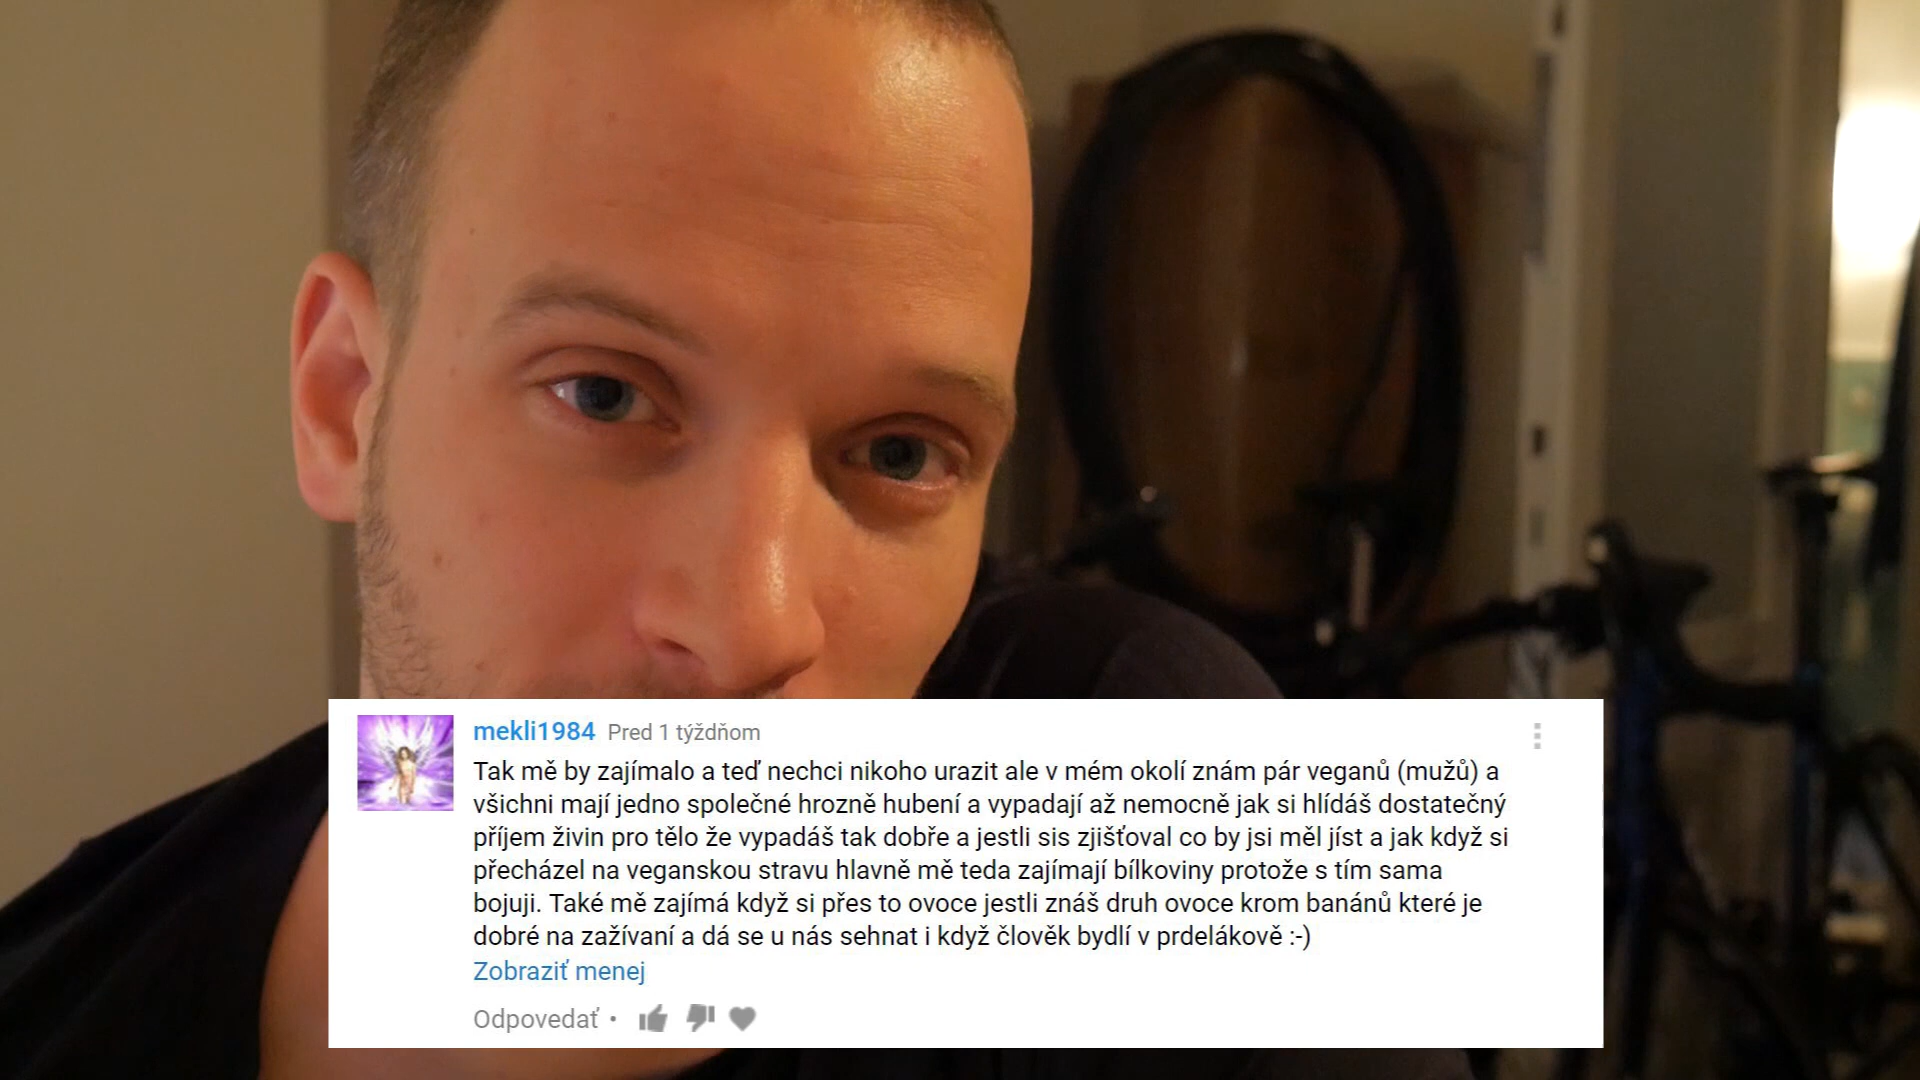 mekli1984 Pred 1 týždňom
Tak mě by zajímalo a teď nechci nikoho urazit ale v mém okolí znám pár veganů (mužů) a
všichni mají jedno společné hrozně hubení a vypadají až nemocně jak si hlídáš dostatečný
příjem živin pro tělo že vypadáš tak dobře a jestli sis zjišťoval co by jsi měl jíst a jak když si
přecházel na veganskou stravu hlavně mě teda zajímají bílkoviny protože s tím sama
bojuji. Také mě zajímá když si přes to ovoce jestli znáš druh ovoce krom banánů které je
dobré na zažívaní a dá se u nás sehnat i když člověk bydlí v prdelákově :-)
Zobraziť menej
Odpovedať •